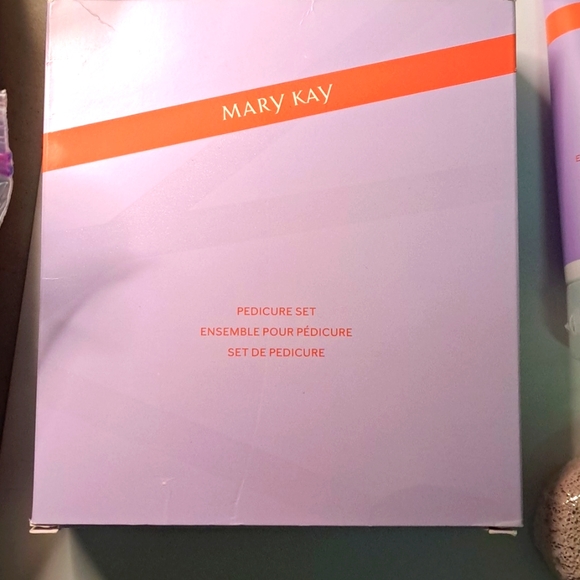 MARY KAY
PEDICURE SET
ENSEMBLE POUR PÉDICURE
SET DE PEDICURE